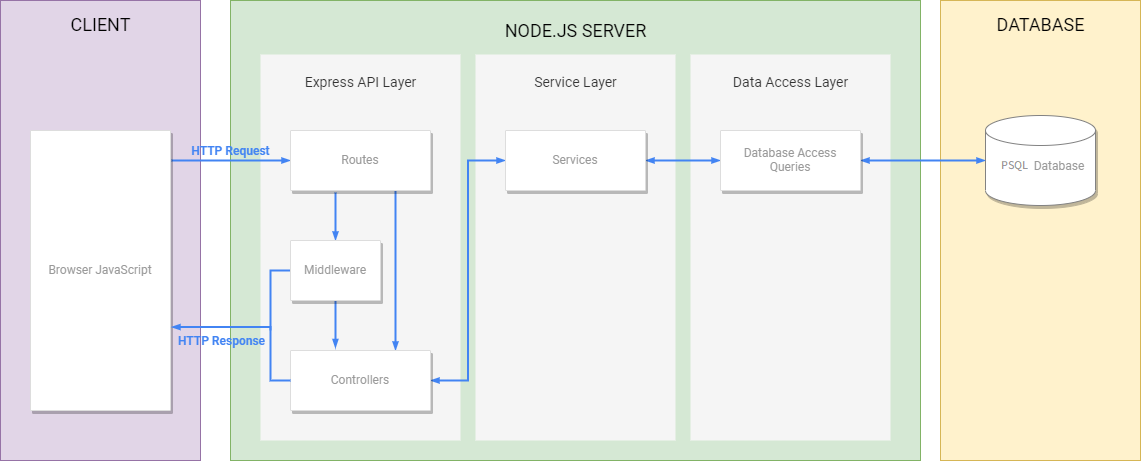 CLIENT
NODE.JS SERVER
DATABASE
Express API Layer
Service Layer
Data Access Layer
HTTP Request
Routes
Services
Database Access
Queries
PSQL Database
Browser JavaScript
Middleware
HTTP Response
Controllers